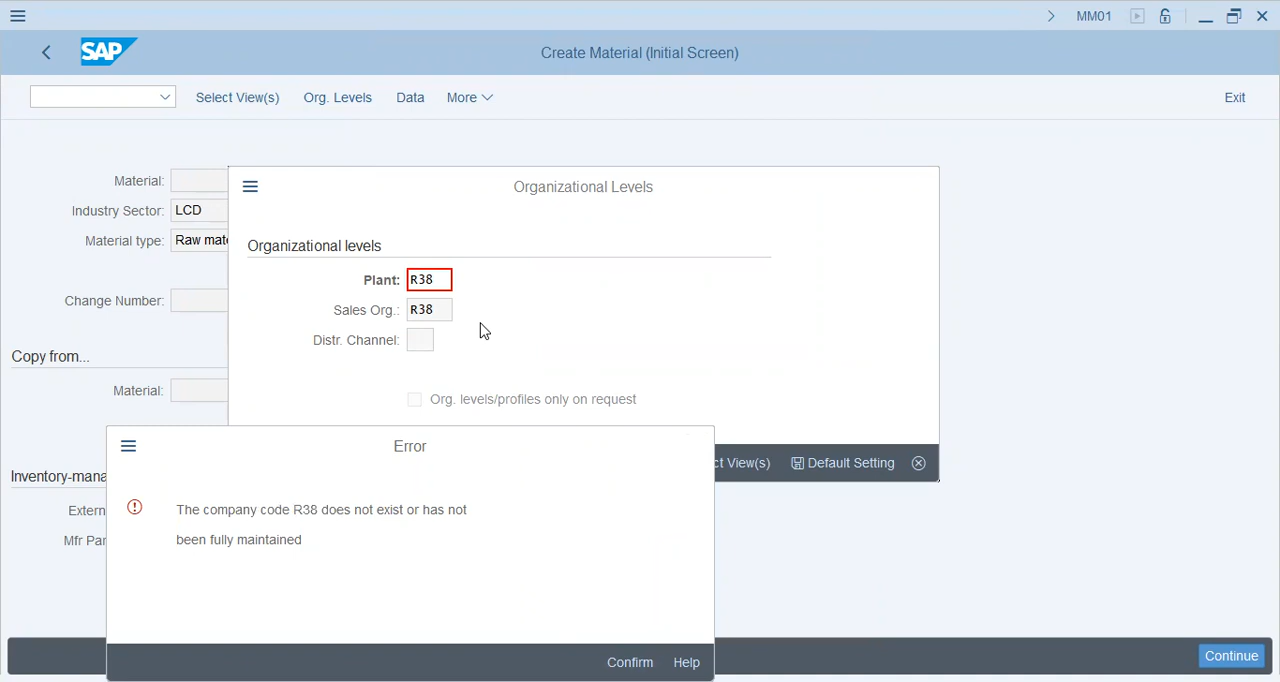 MM01
SAP
Create Material (Initial Screen)
Select View(s) Org. Levels Data More Exit
Material:
Industry Sector: LCD
Material type: Raw mate
Change Number:
Copy from...
Material:
Inventory-mana
Extern
Mfr Par
Organizational Levels
Organizational levels
Plant: R38
Sales Org.: R38
Distr. Channel:
Org. levels/profiles only on request
ct View(s) Default Setting
Error
The company code R38 does not exist or has not
been fully maintained
Confirm Help
Continue